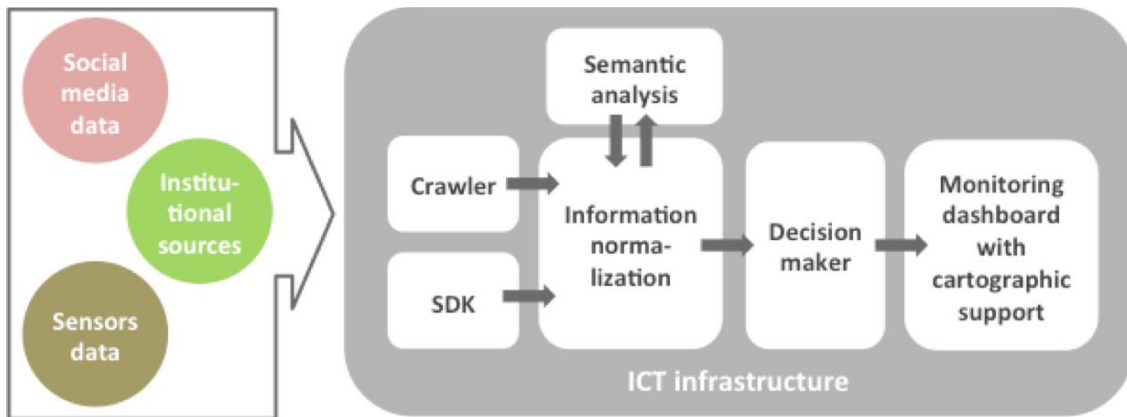 Social
media
data
Institu-
tional
sources
Sensors
data
Semantic
analysis
Crawler
SDK
Information
norma-
lization
Decision
maker
Monitoring
dashboard
with
cartographic
support
ICT infrastructure